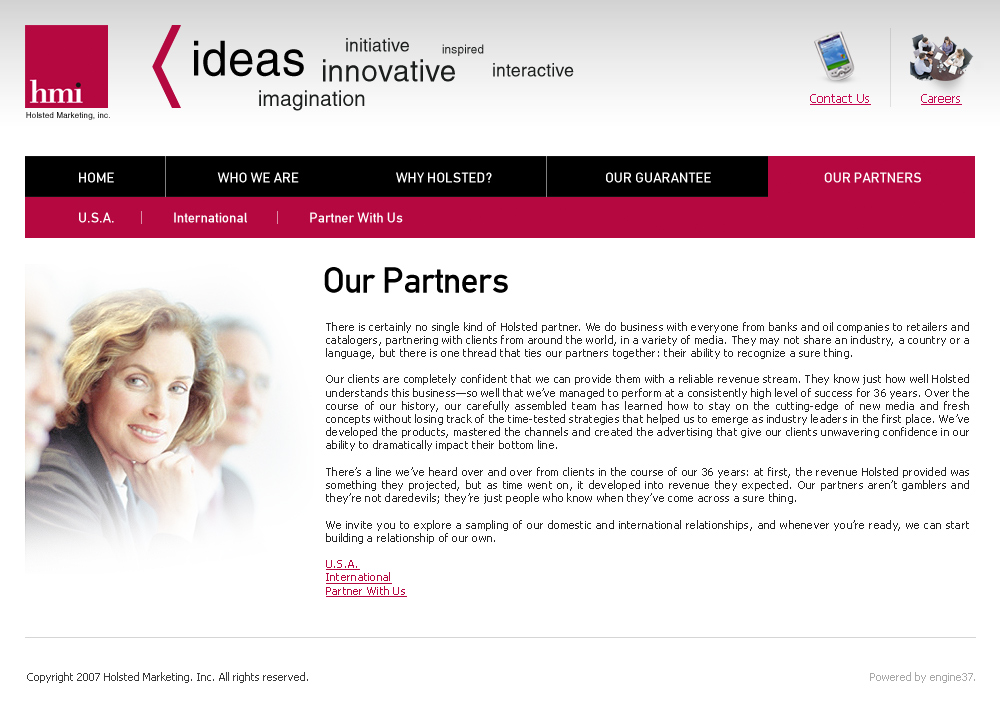 hmi
Holsted Marketing, inc.
ideas
initiative
inspired
innovative
interactive
imagination
Contact Us
Careers
HOME
WHO WE ARE
WHY HOLSTED?
OUR GUARANTEE
OUR PARTNERS
U.S.A.
International
Partner With Us
Our Partners
There is certainly no single kind of Holsted partner. We do business with everyone from banks and oil companies to retailers and
catalogers, partnering with clients from around the world, in a variety of media. They may not share an industry, a country or a
language, but there is one thread that ties our partners together: their ability to recognize a sure thing.
Our clients are completely confident that we can provide them with a reliable revenue stream. They know just how well Holsted
understands this business—so well that we’ve managed to perform at a consistently high level of success for 36 years. Over the
course of our history, our carefully assembled team has learned how to stay on the cutting-edge of new media and fresh
concepts without losing track of the time-tested strategies that helped us to emerge as industry leaders in the first place. We’ve
developed the products, mastered the channels and created the advertising that give our clients unwavering confidence in our
ability to dramatically impact their bottom line.
There’s a line we’ve heard over and over from clients in the course of our 36 years: at first, the revenue Holsted provided was
something they projected, but as time went on, it developed into revenue they expected. Our partners aren’t gamblers and
they’re not daredevils; they’re just people who know when they’ve come across a sure thing.
We invite you to explore a sampling of our domestic and international relationships, and whenever you’re ready, we can start
building a relationship of our own.
U.S.A.
International
Partner With Us
Copyright 2007 Holsted Marketing. Inc. All rights reserved.
Powered by engine37.